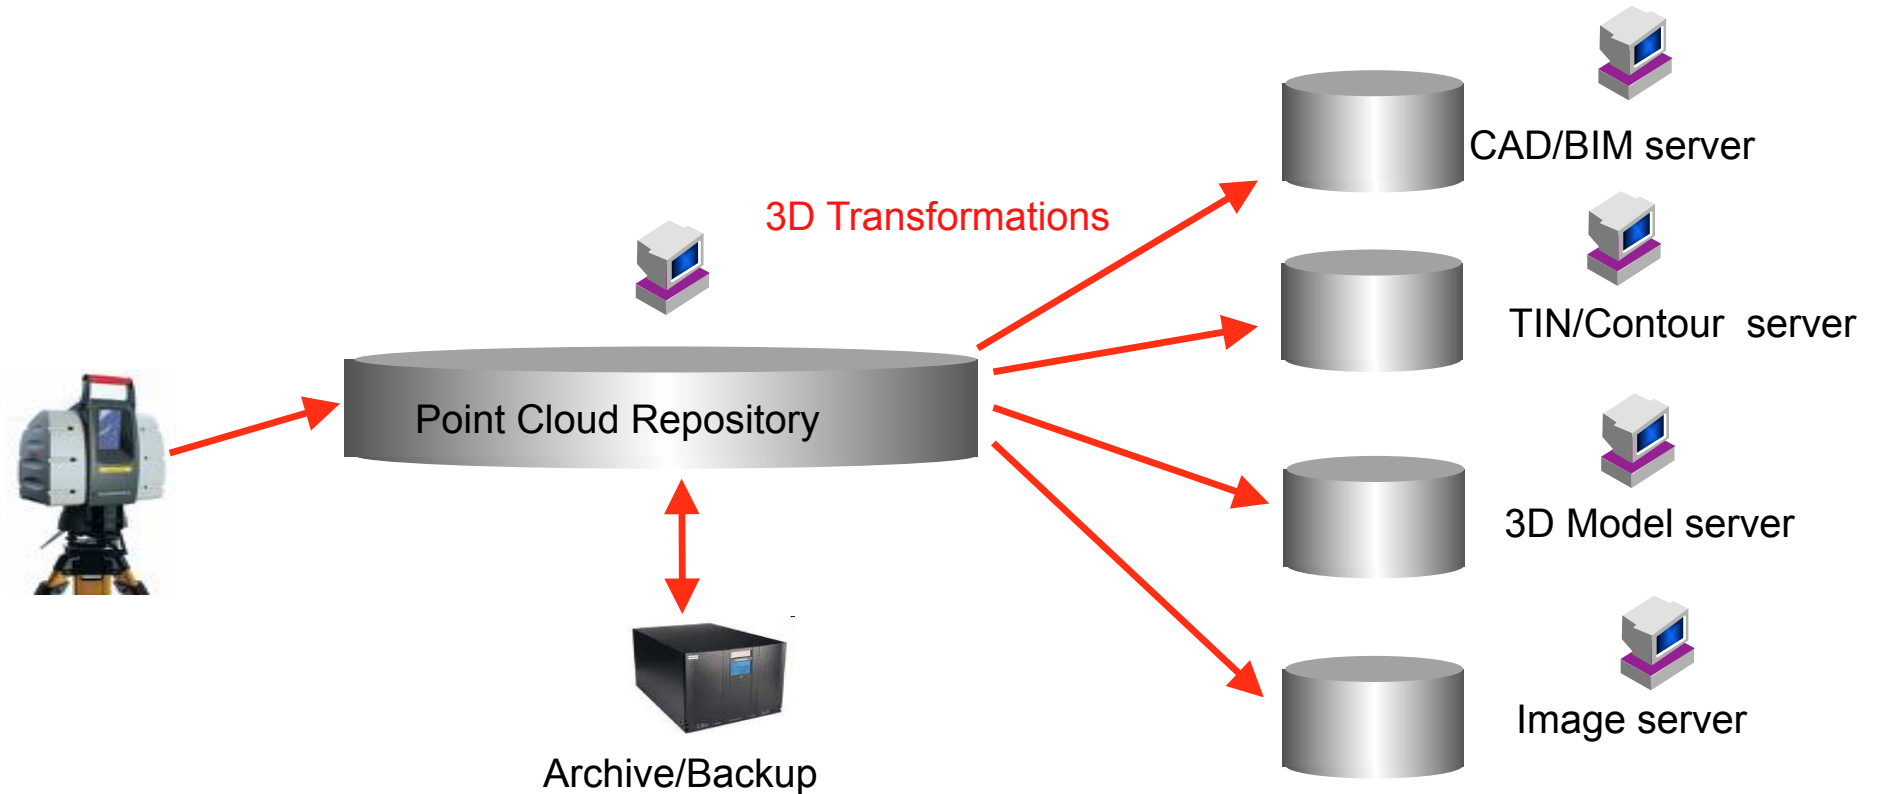 CAD/BIM server
3D Transformations
TIN/Contour  server
Point Cloud Repository
3D Model server
Image server
Archive/Backup